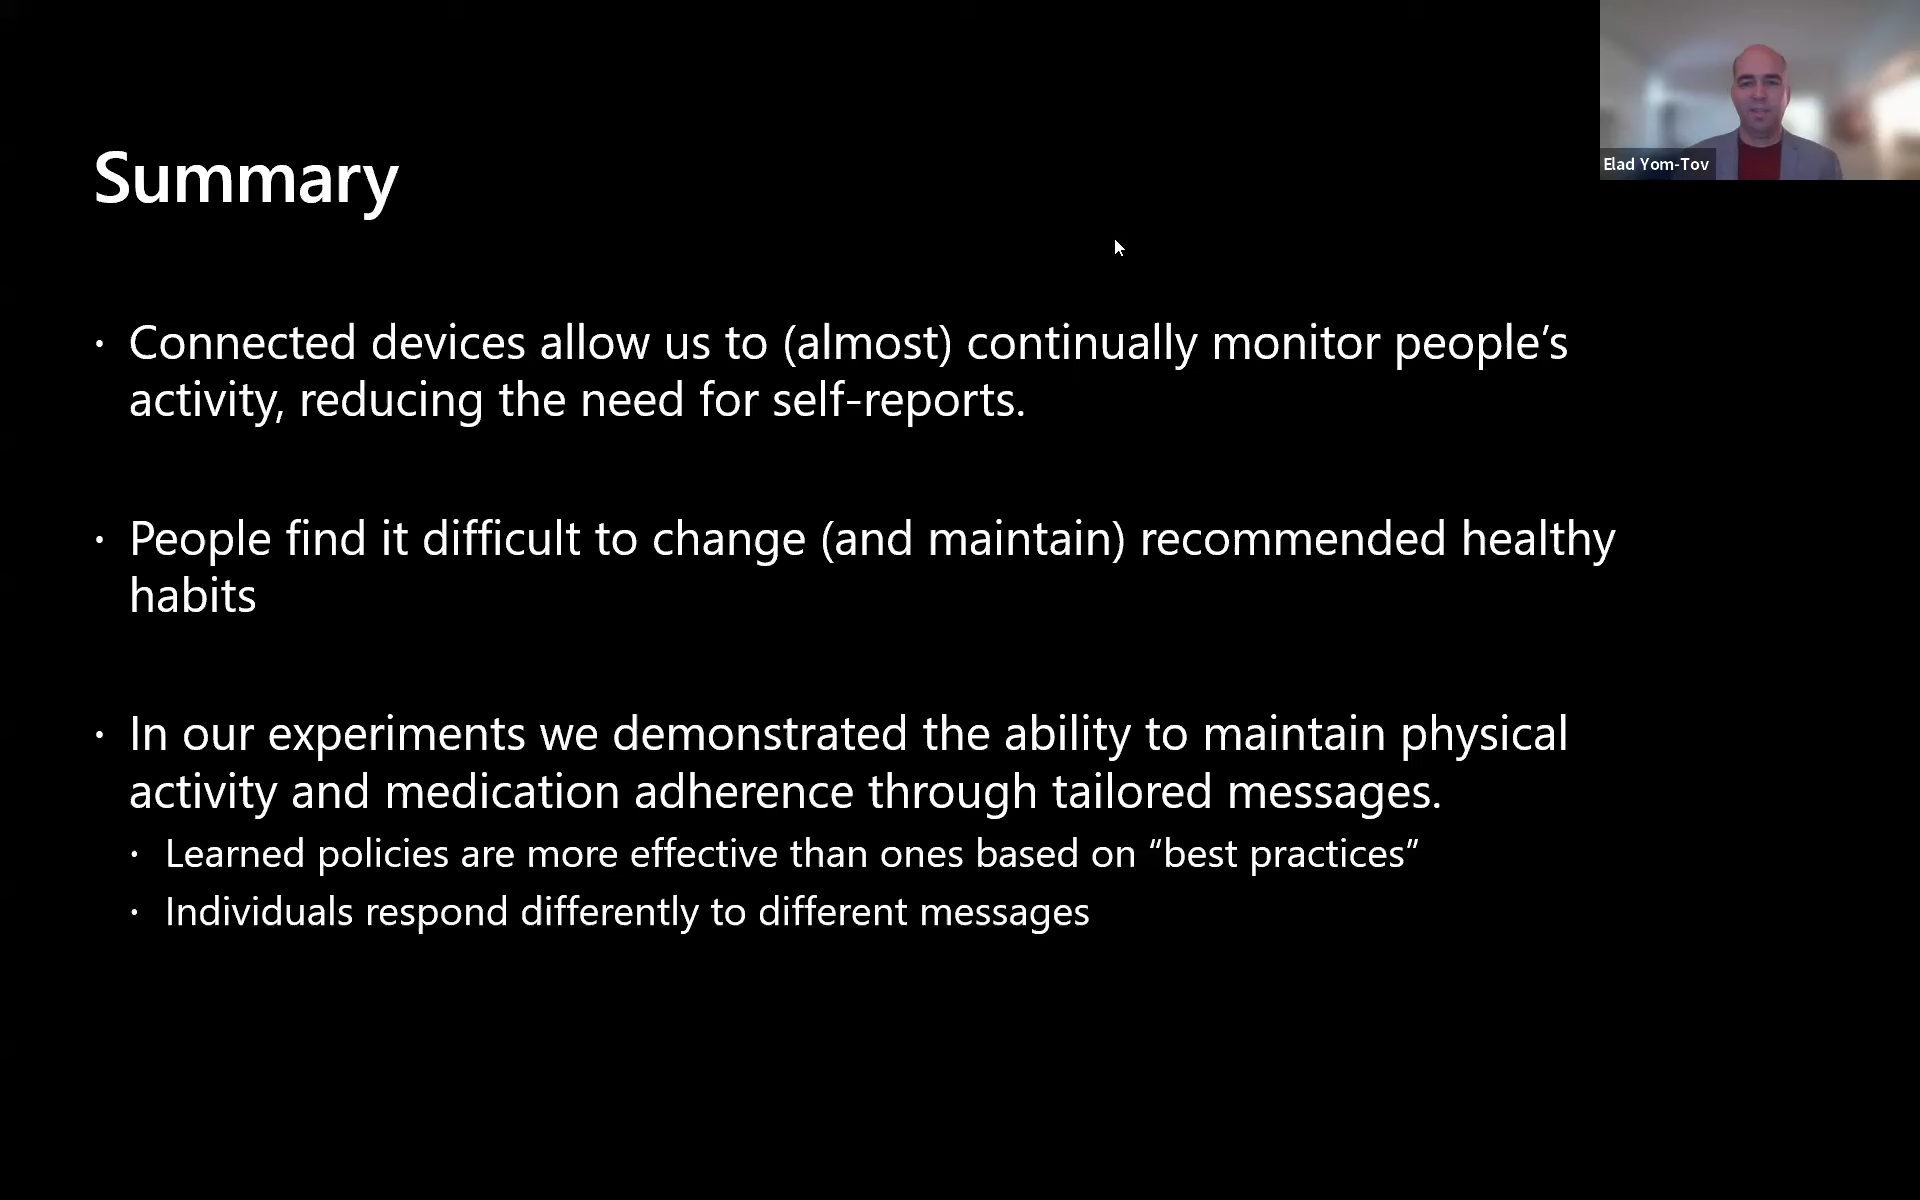 Elad Yom-Tov
Summary
• Connected devices allow us to (almost) continually monitor people’s
activity, reducing the need for self-reports.
• People find it difficult to change (and maintain) recommended healthy
habits
• In our experiments we demonstrated the ability to maintain physical
activity and medication adherence through tailored messages.
• Learned policies are more effective than ones based on “best practices”
• Individuals respond differently to different messages